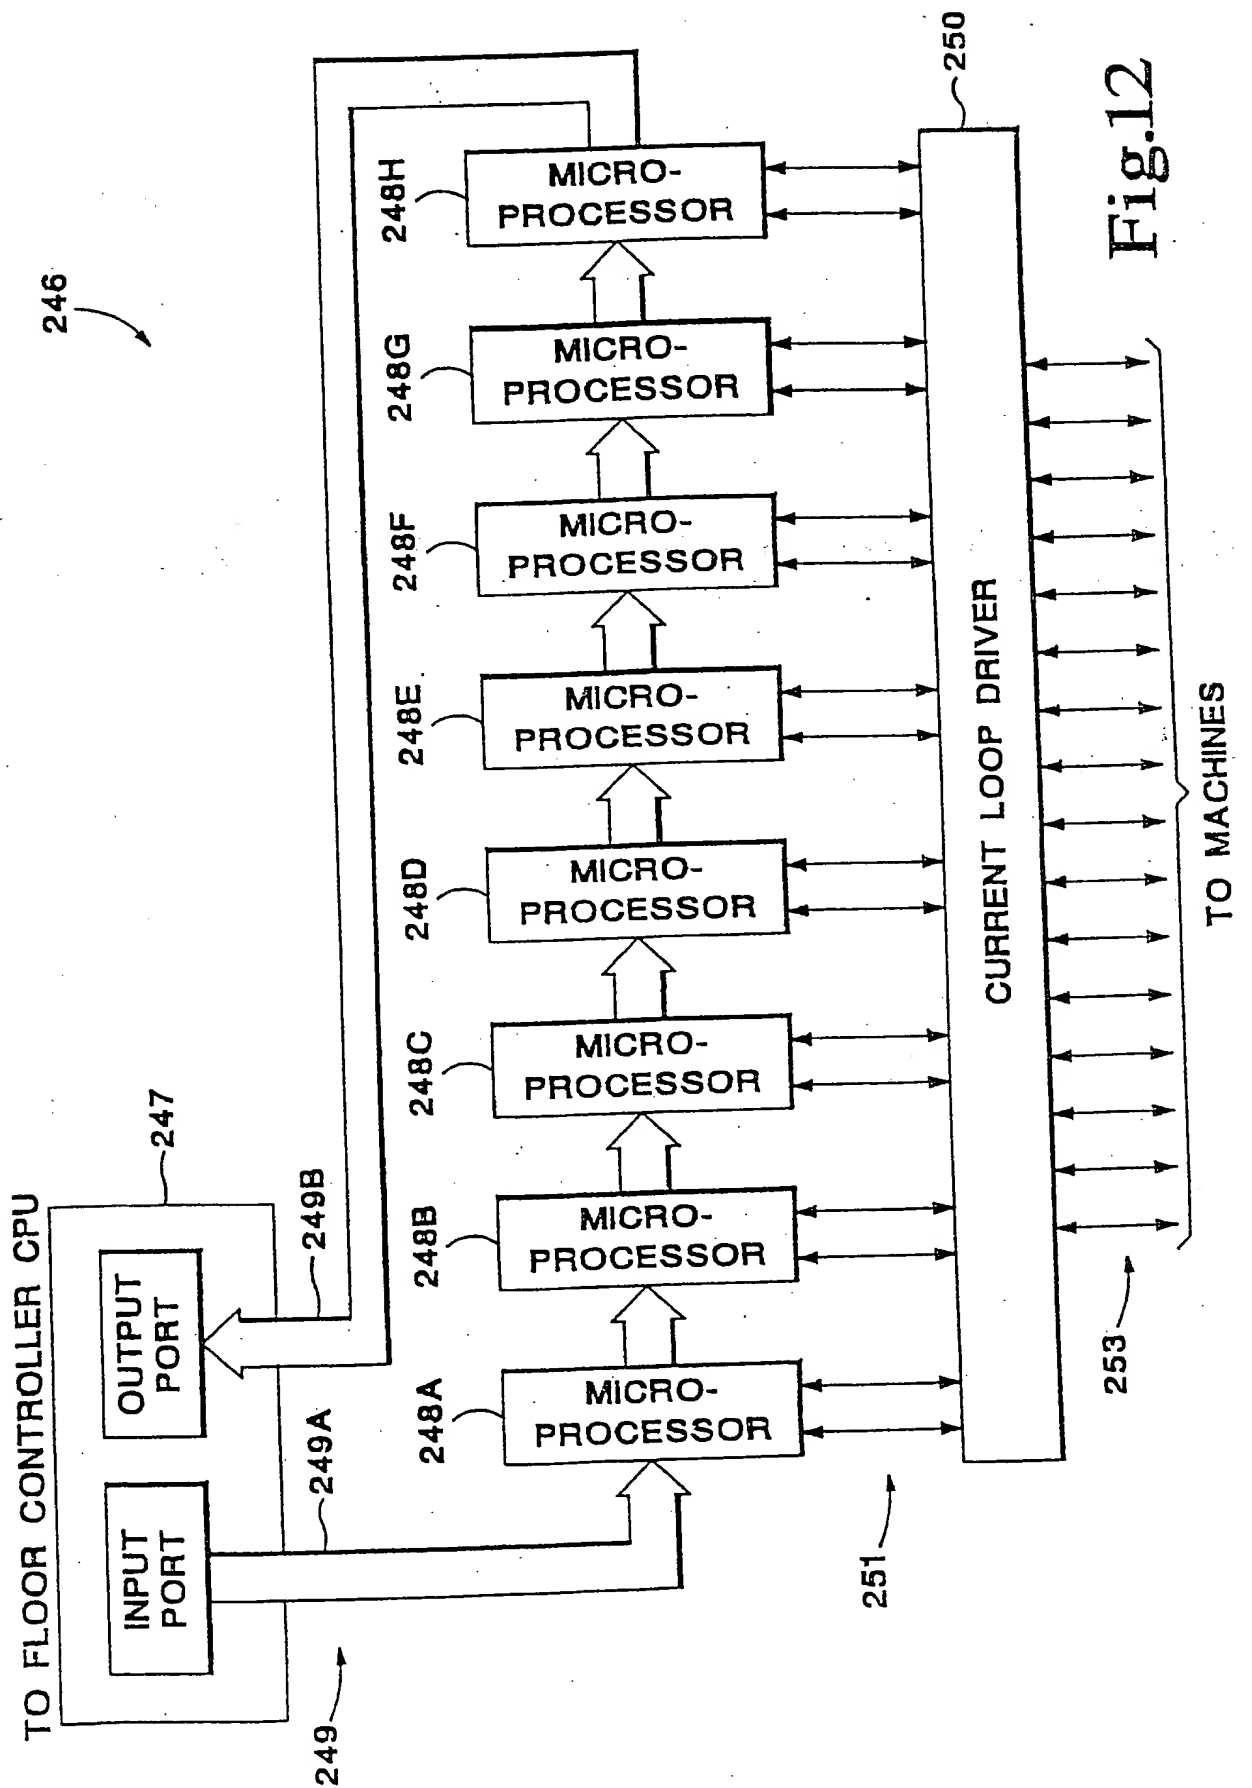 TO FLOOR CONTROLLER CPU
247
INPUT
PORT
OUTPUT
PORT
246
249
249A
249B
248A
248B
248C
248D
248E
248F
248G
248H
MICRO-
PROCESSOR
MICRO-
PROCESSOR
MICRO-
PROCESSOR
MICRO-
PROCESSOR
MICRO-
PROCESSOR
MICRO-
PROCESSOR
MICRO-
PROCESSOR
MICRO-
PROCESSOR
251
CURRENT LOOP DRIVER
250
253
TO MACHINES
Fig.12